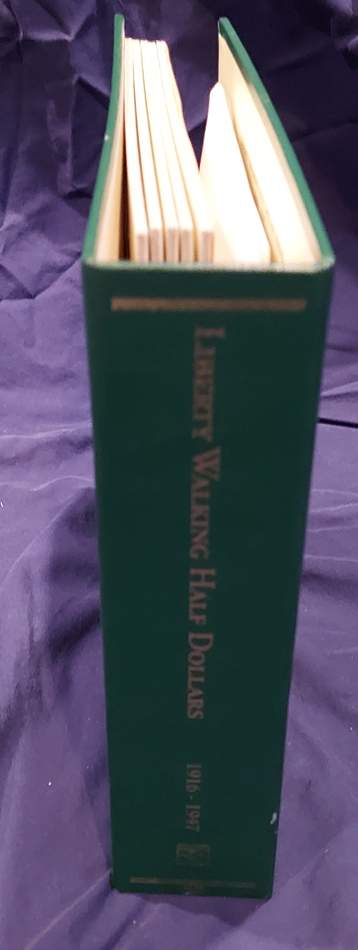 LIBERTY WALKING HALF DOLLARS
1916 - 1947